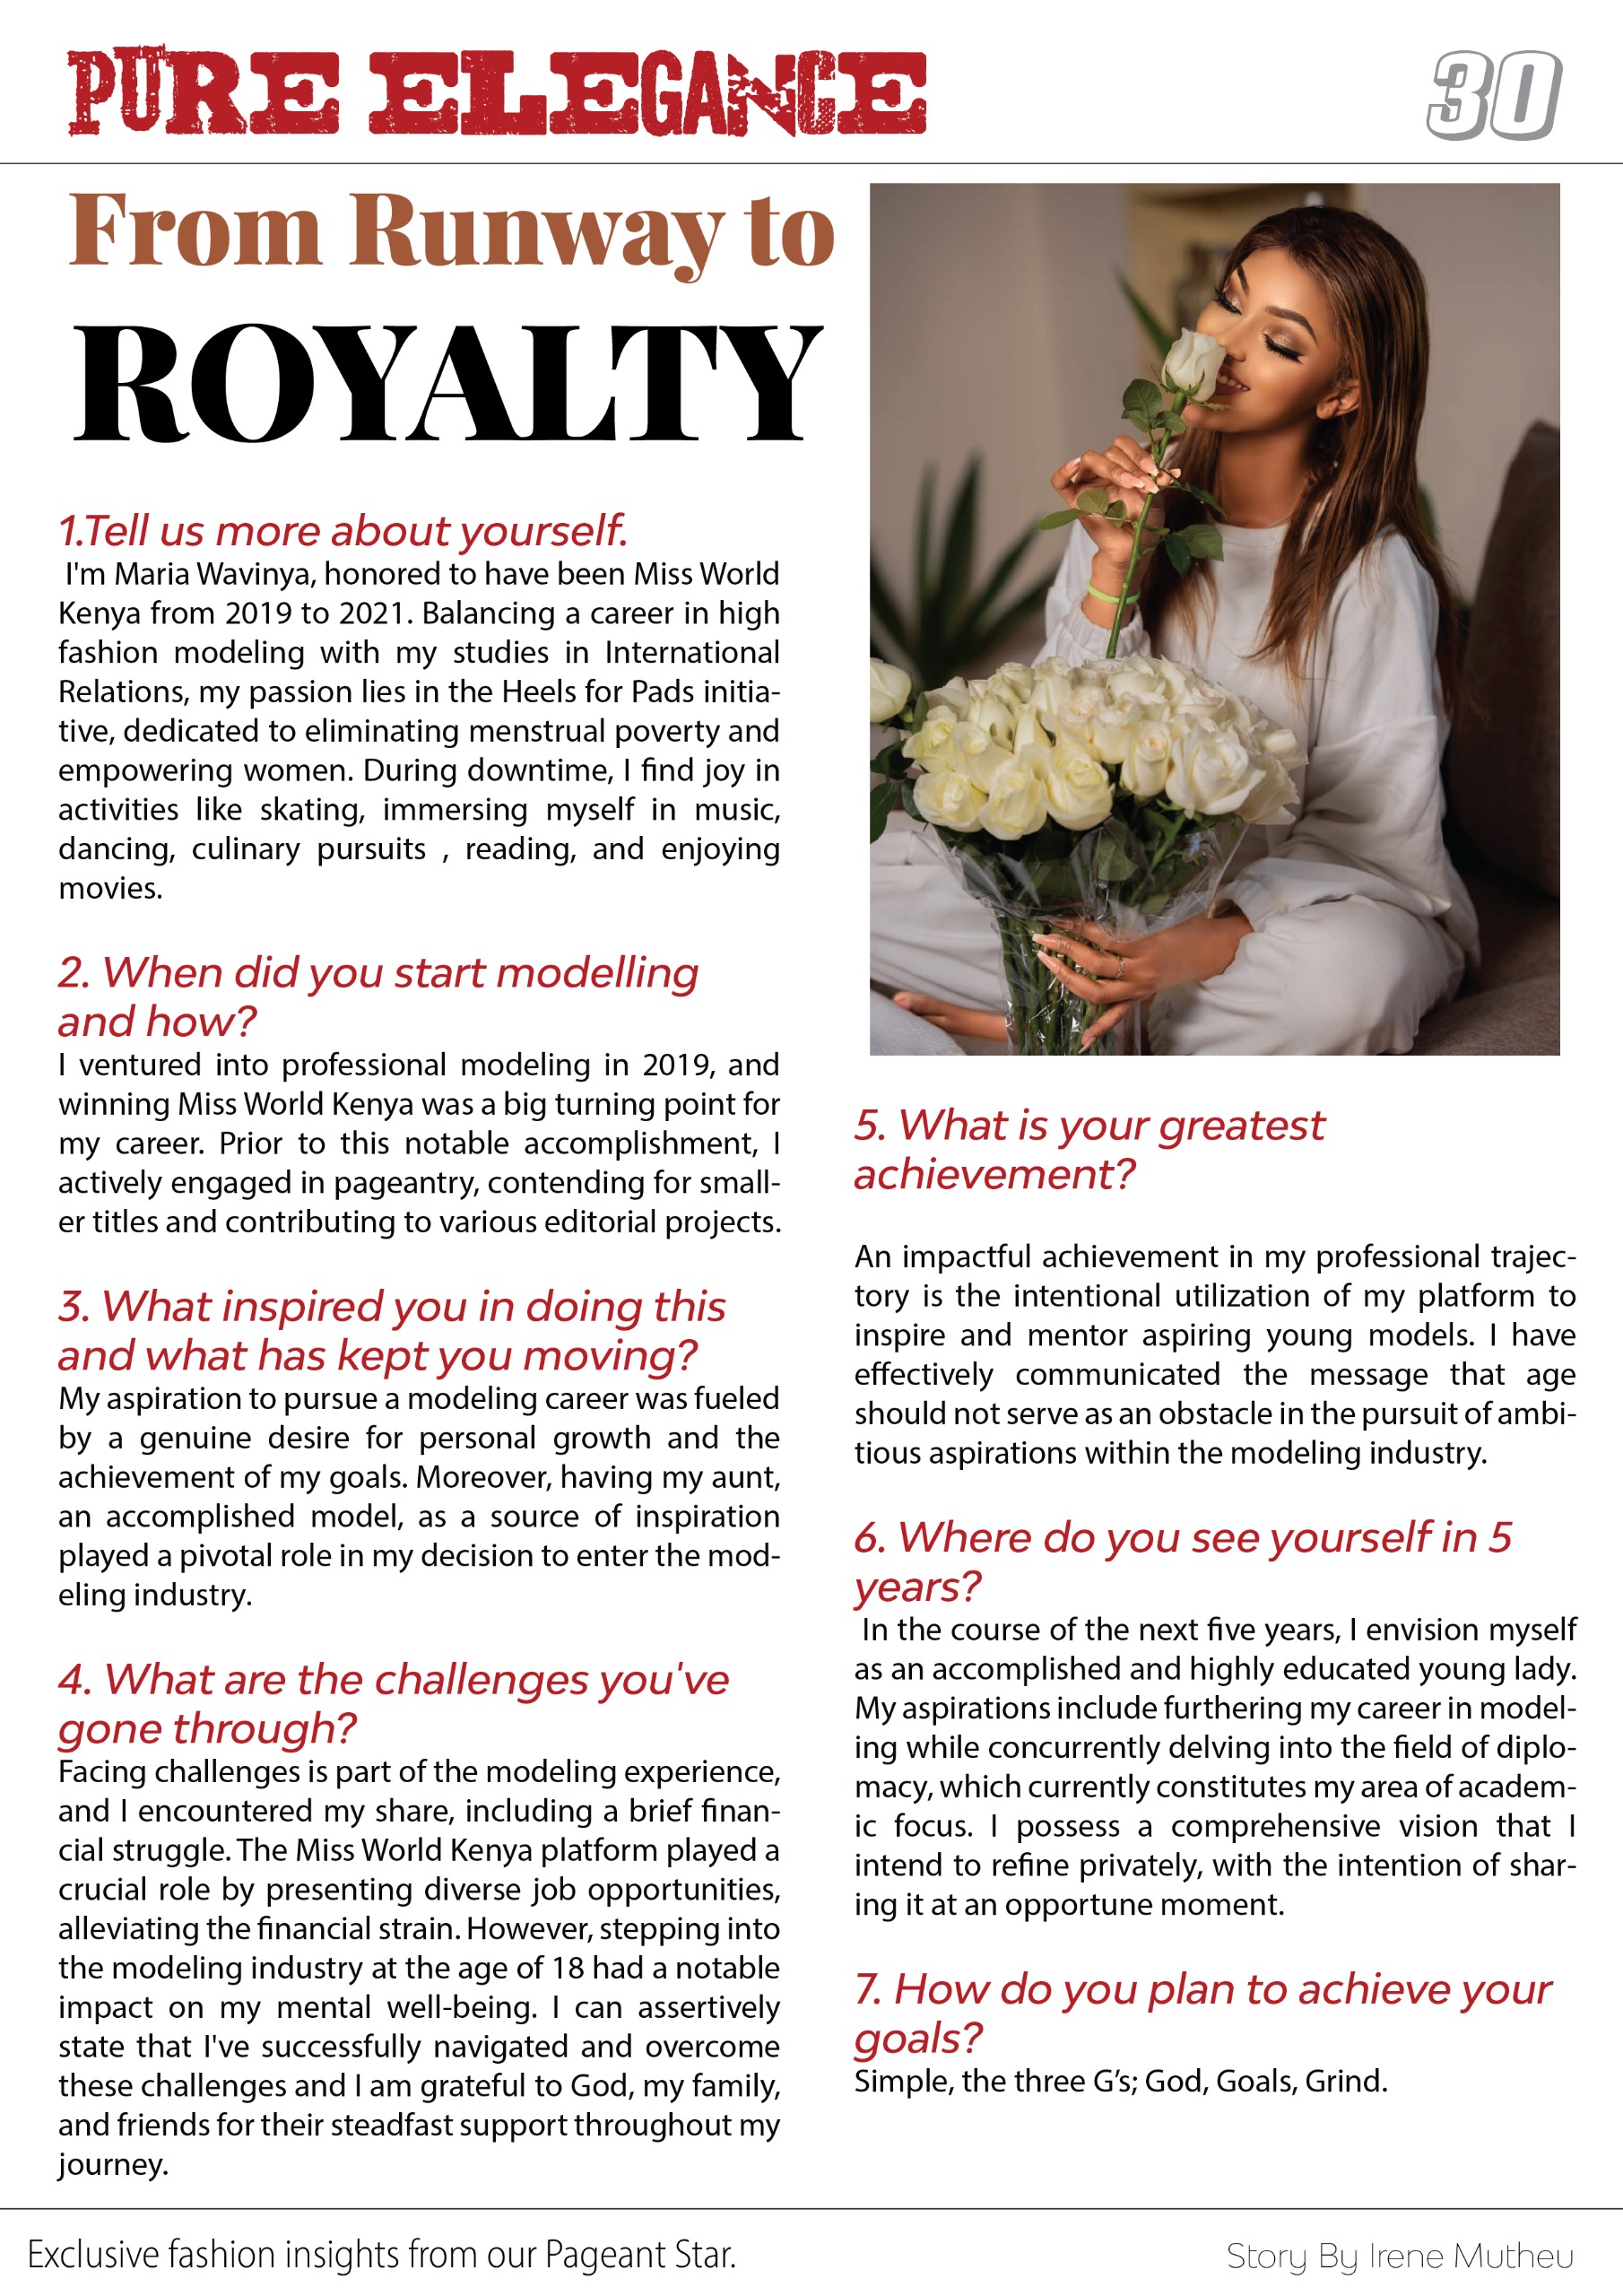 PURE ELEGANCE
30
From Runway to
ROYALTY
1.Tell us more about yourself.
I'm Maria Wavinya, honored to have been Miss World
Kenya from 2019 to 2021. Balancing a career in high
fashion modeling with my studies in International
Relations, my passion lies in the Heels for Pads initia-
tive, dedicated to eliminating menstrual poverty and
empowering women. During downtime, I find joy in
activities like skating, immersing myself in music,
dancing, culinary pursuits , reading, and enjoying
movies.
2. When did you start modelling
and how?
I ventured into professional modeling in 2019, and
winning Miss World Kenya was a big turning point for
my career. Prior to this notable accomplishment, I
actively engaged in pageantry, contending for small-
er titles and contributing to various editorial projects.
3. What inspired you in doing this
and what has kept you moving?
My aspiration to pursue a modeling career was fueled
by a genuine desire for personal growth and the
achievement of my goals. Moreover, having my aunt,
an accomplished model, as a source of inspiration
played a pivotal role in my decision to enter the mod-
eling industry.
4. What are the challenges you've
gone through?
Facing challenges is part of the modeling experience,
and I encountered my share, including a brief finan-
cial struggle. The Miss World Kenya platform played a
crucial role by presenting diverse job opportunities,
alleviating the financial strain. However, stepping into
the modeling industry at the age of 18 had a notable
impact on my mental well-being. I can assertively
state that I've successfully navigated and overcome
these challenges and I am grateful to God, my family,
and friends for their steadfast support throughout my
journey.
5. What is your greatest
achievement?
An impactful achievement in my professional trajec-
tory is the intentional utilization of my platform to
inspire and mentor aspiring young models. I have
effectively communicated the message that age
should not serve as an obstacle in the pursuit of ambi-
tious aspirations within the modeling industry.
6. Where do you see yourself in 5
years?
In the course of the next five years, I envision myself
as an accomplished and highly educated young lady.
My aspirations include furthering my career in model-
ing while concurrently delving into the field of diplo-
macy, which currently constitutes my area of academ-
ic focus. I possess a comprehensive vision that I
intend to refine privately, with the intention of shar-
ing it at an opportune moment.
7. How do you plan to achieve your
goals?
Simple, the three G’s; God, Goals, Grind.
Exclusive fashion insights from our Pageant Star.
Story By Irene Mutheu